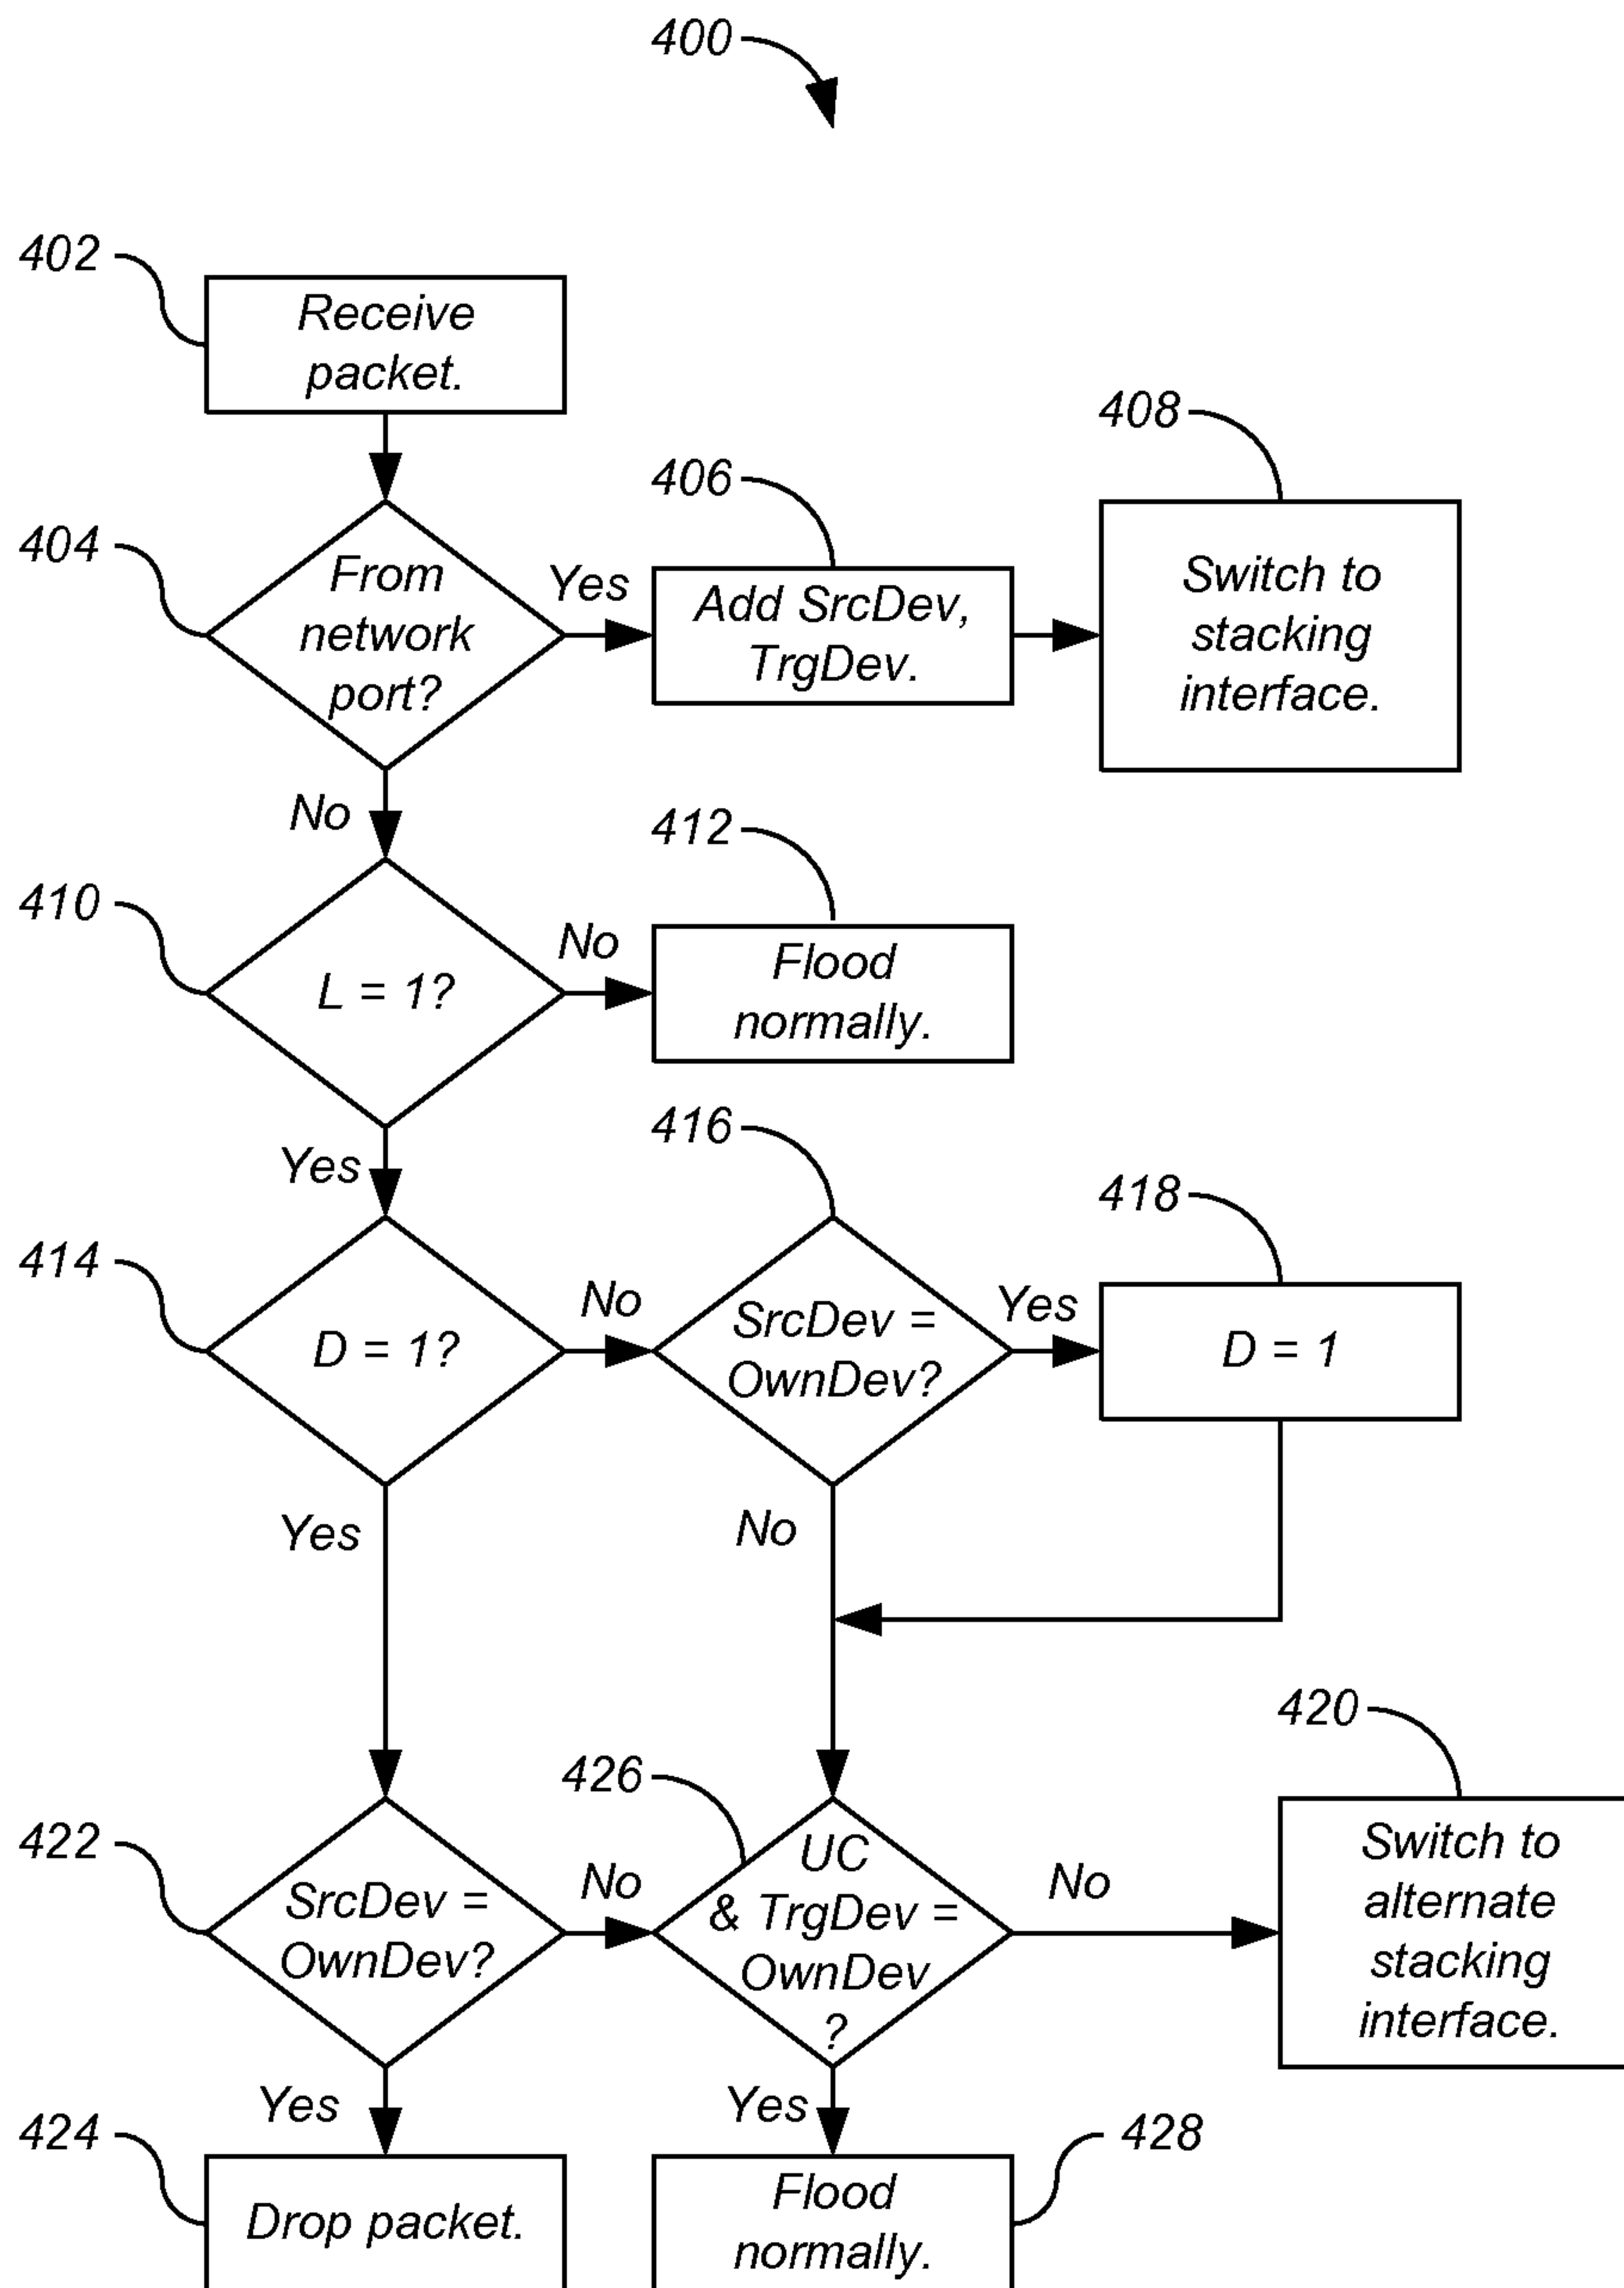 400
402
Receive
packet.
408
406
404
From
network
port?
Yes
Add SrcDev,
TrgDev.
Switch to
stacking
interface.
No
412
410
L = 1?
No
Flood
normally.
Yes
416
418
414
D = 1?
No
SrcDev =
OwnDev?
Yes
D = 1
Yes
No
420
426
422
SrcDev =
OwnDev?
No
UC
& TrgDev =
OwnDev
?
No
Switch to
alternate
stacking
interface.
Yes
Yes
424
Drop packet.
Flood
normally.
428